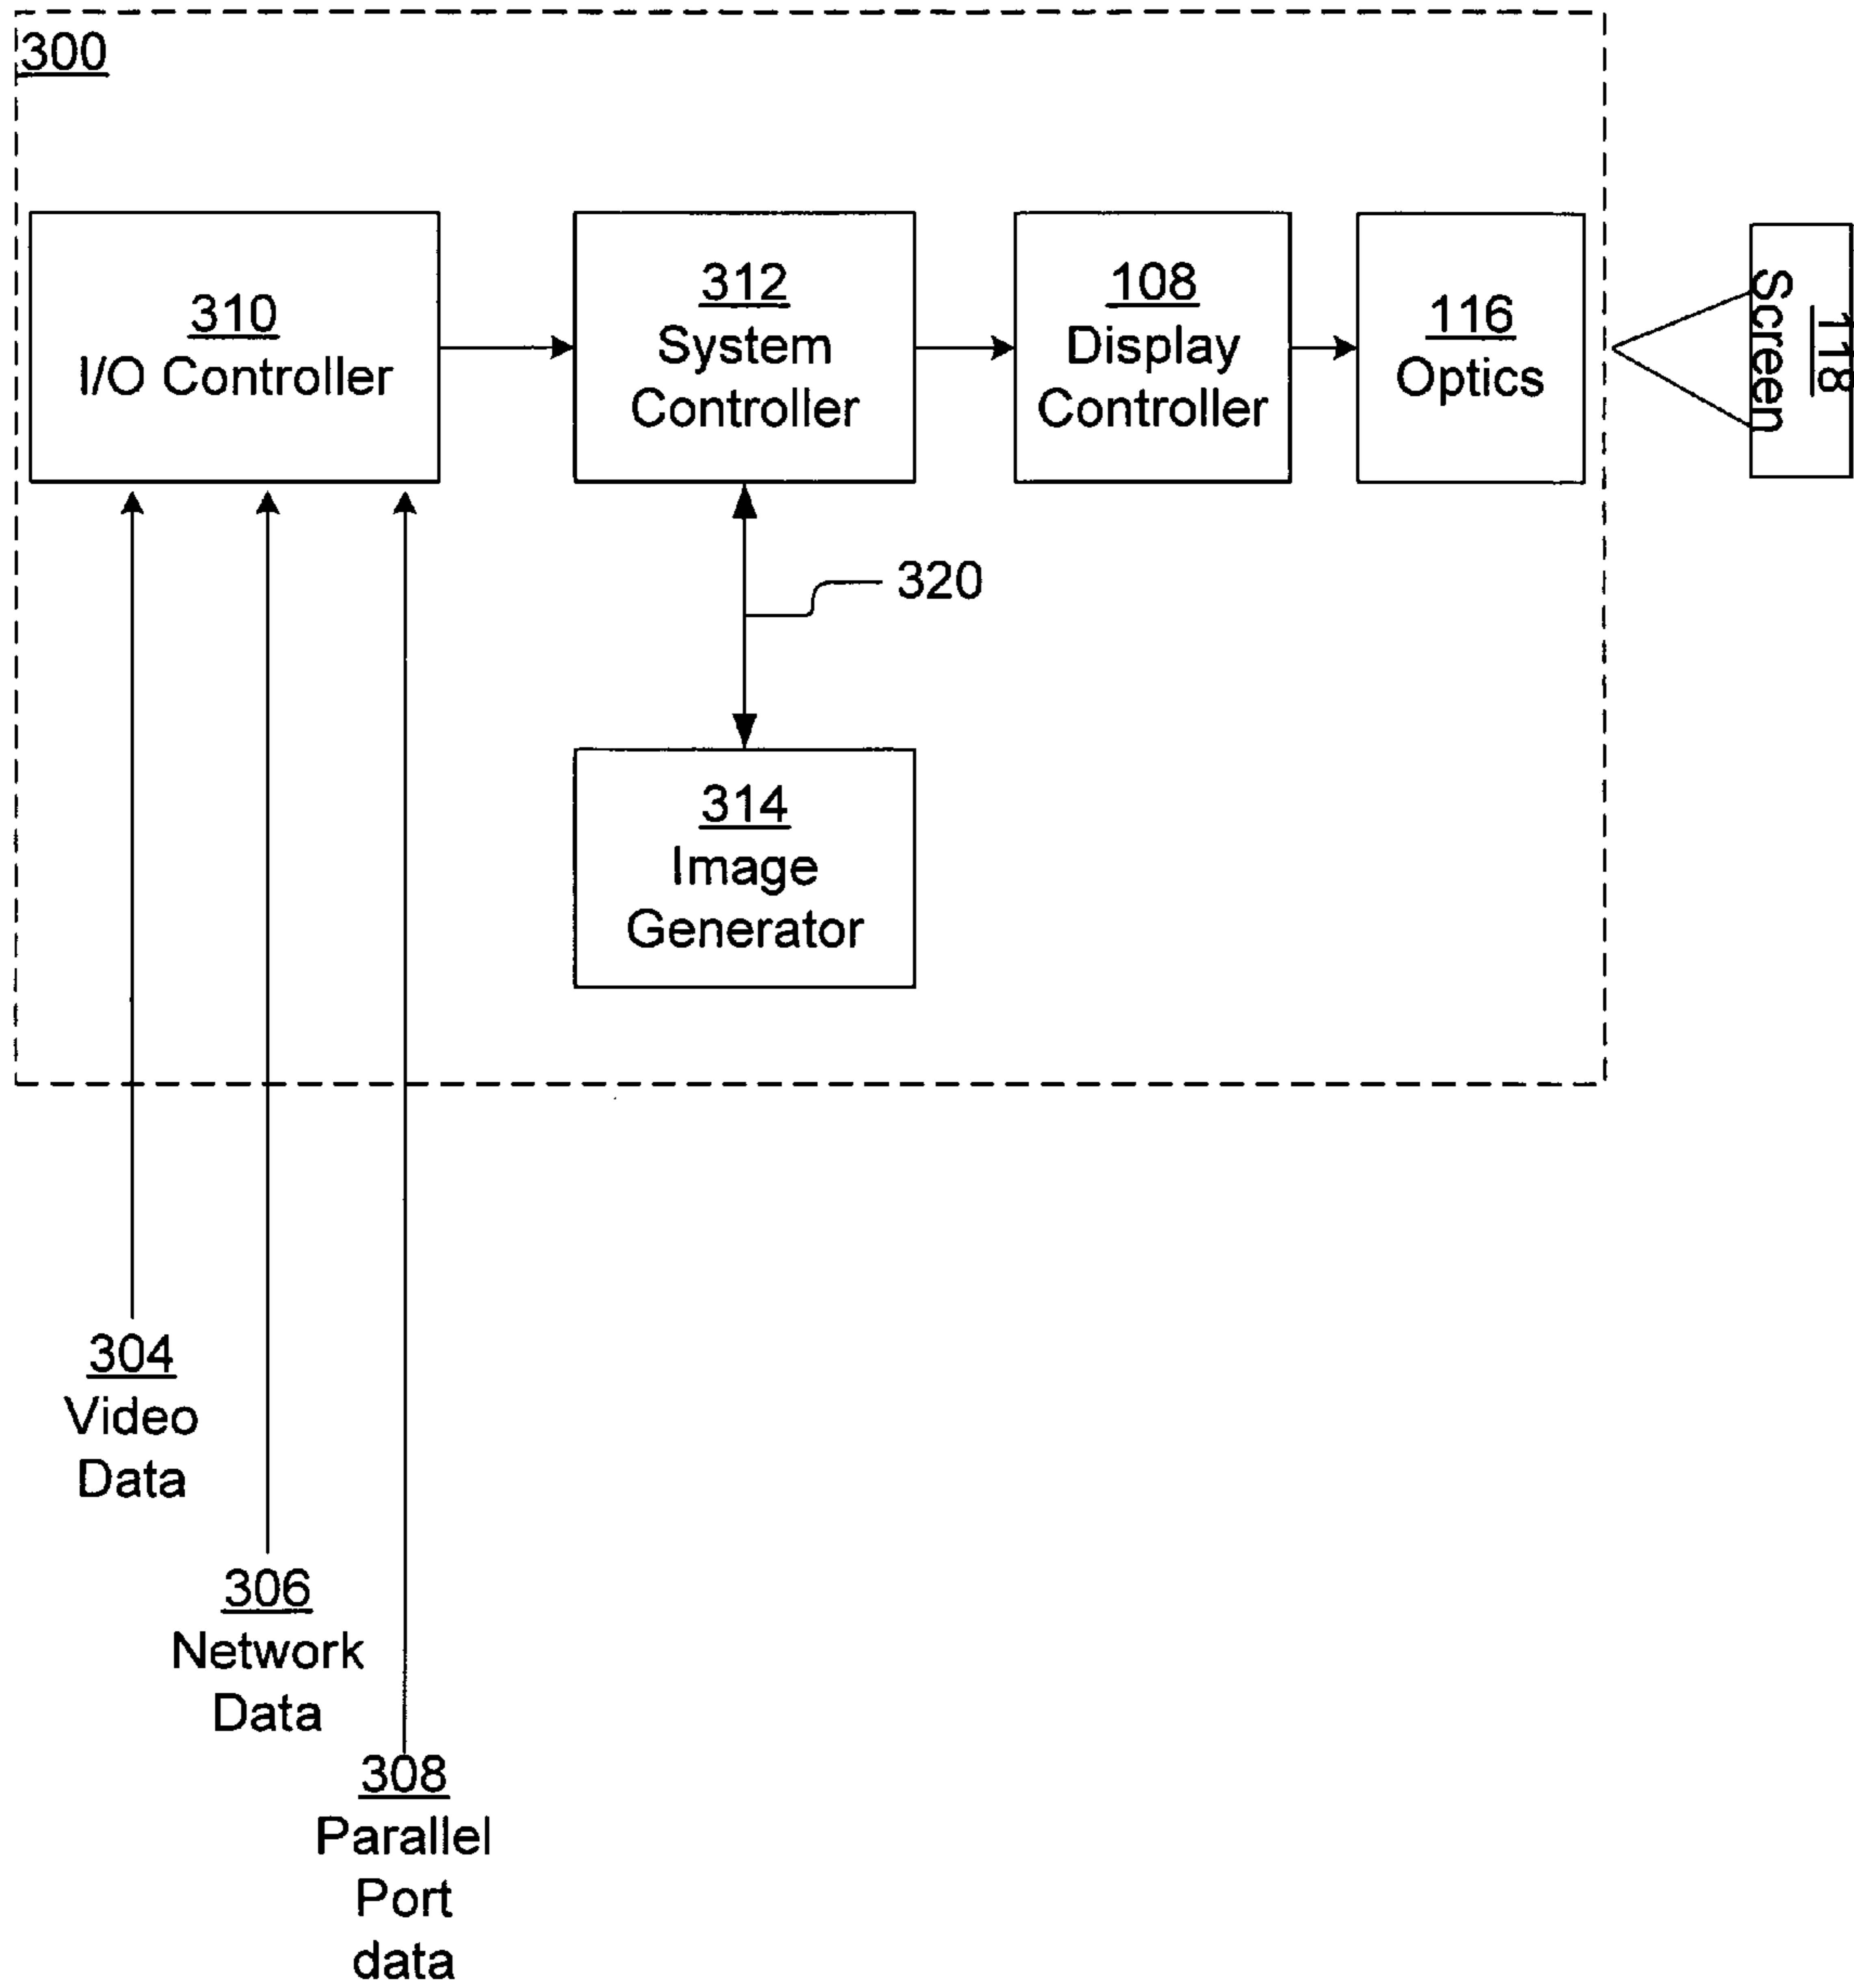 300
310
I/O Controller
312
System
Controller
108
Display
Controller
116
Optics
118
Screen
320
314
Image
Generator
304
Video
Data
306
Network
Data
308
Parallel
Port
data